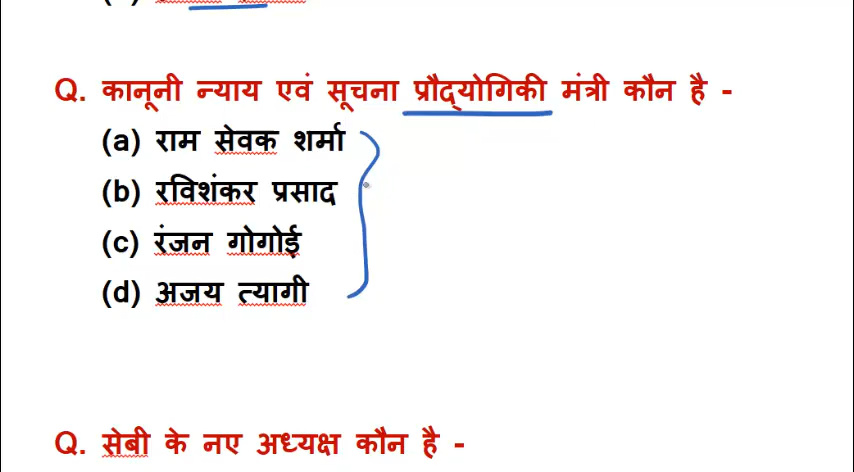 Q. कानूनी न्याय एवं सूचना प्रौद्योगिकी मंत्री कौन है -
(a) राम सेवक शर्मा
(b) रविशंकर प्रसाद
(c) रंजन गोगोई
(d) अजय त्यागी
Q. सेबी के नए अध्यक्ष कौन है -